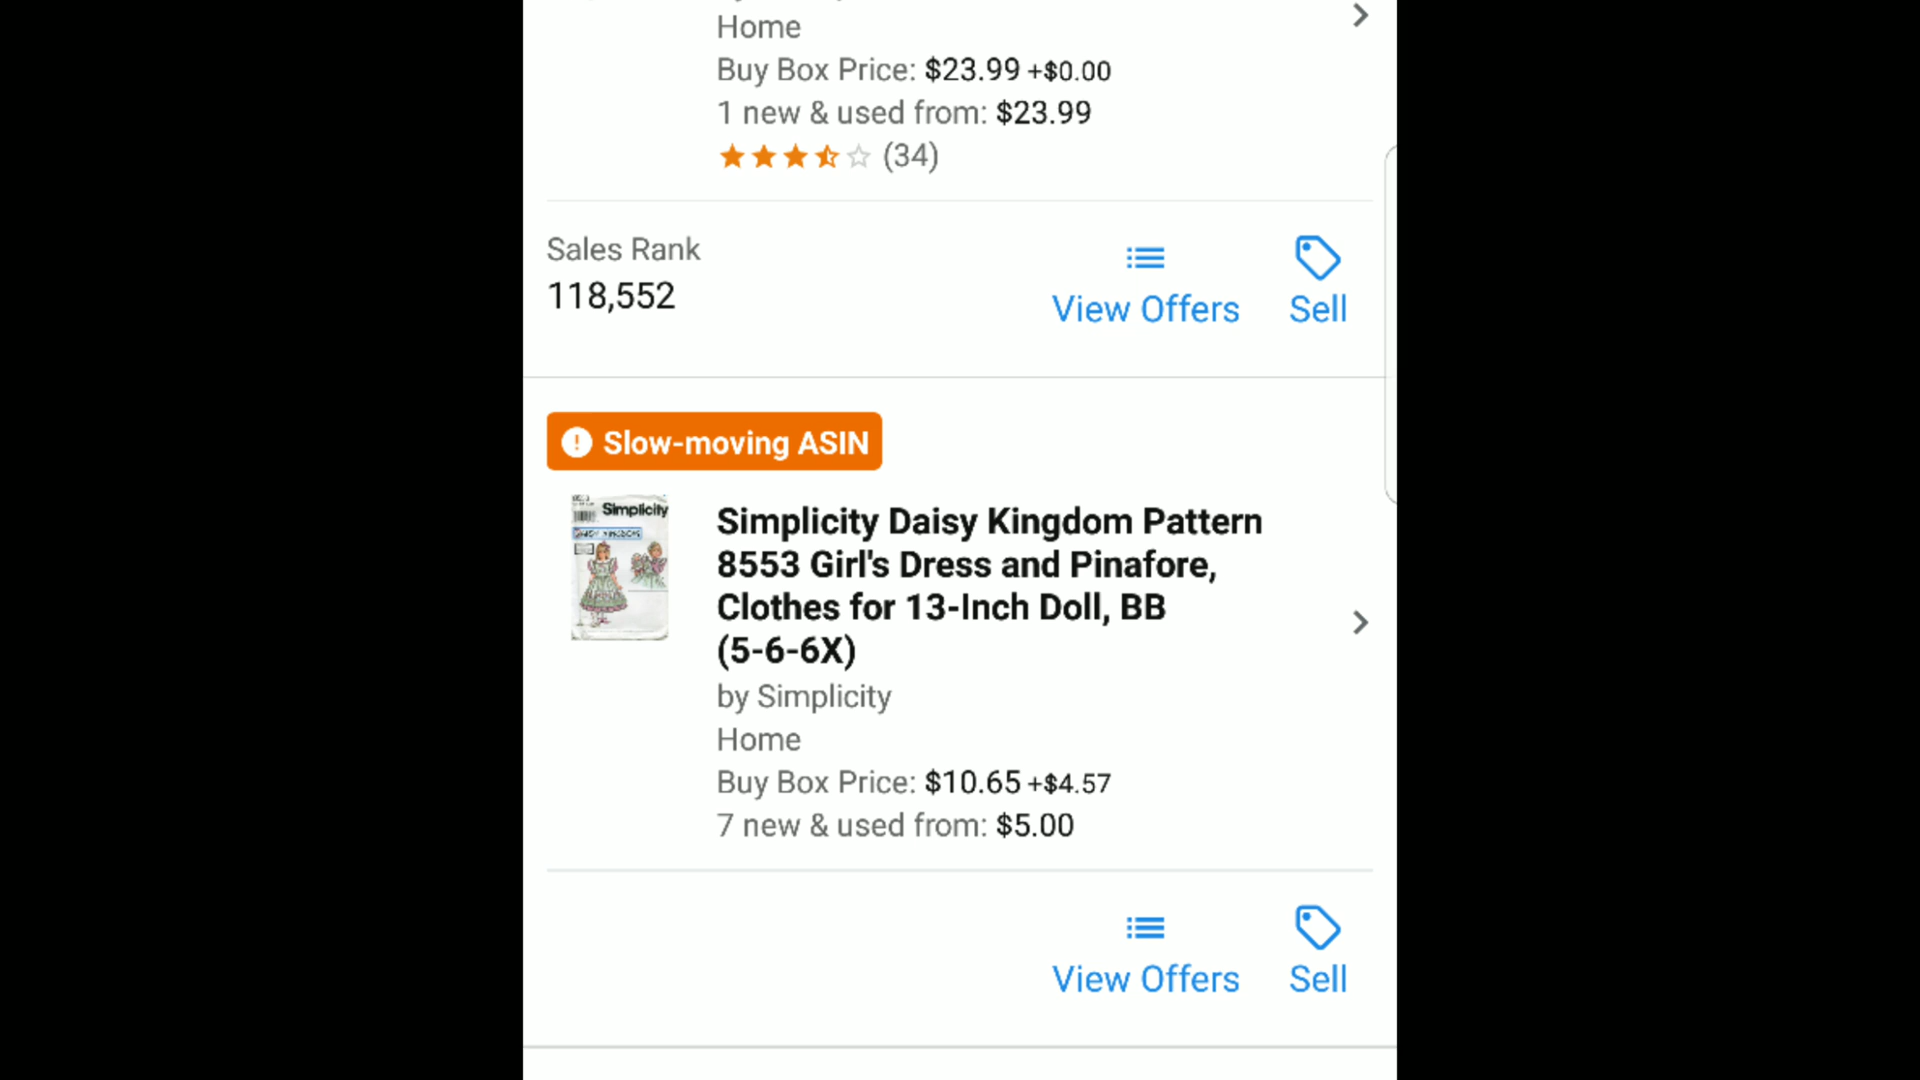 Home
Buy Box Price: $23.99 +$0.00
1 new & used from: $23.99
(34)
Sales Rank
118,552
View Offers
Sell
Slow-moving ASIN
Simplicity
Simplicity Daisy Kingdom Pattern
8553 Girl's Dress and Pinafore,
Clothes for 13-Inch Doll, BB
(5-6-6X)
by Simplicity
Home
Buy Box Price: $10.65 +$4.57
7 new & used from: $5.00
View Offers
Sell